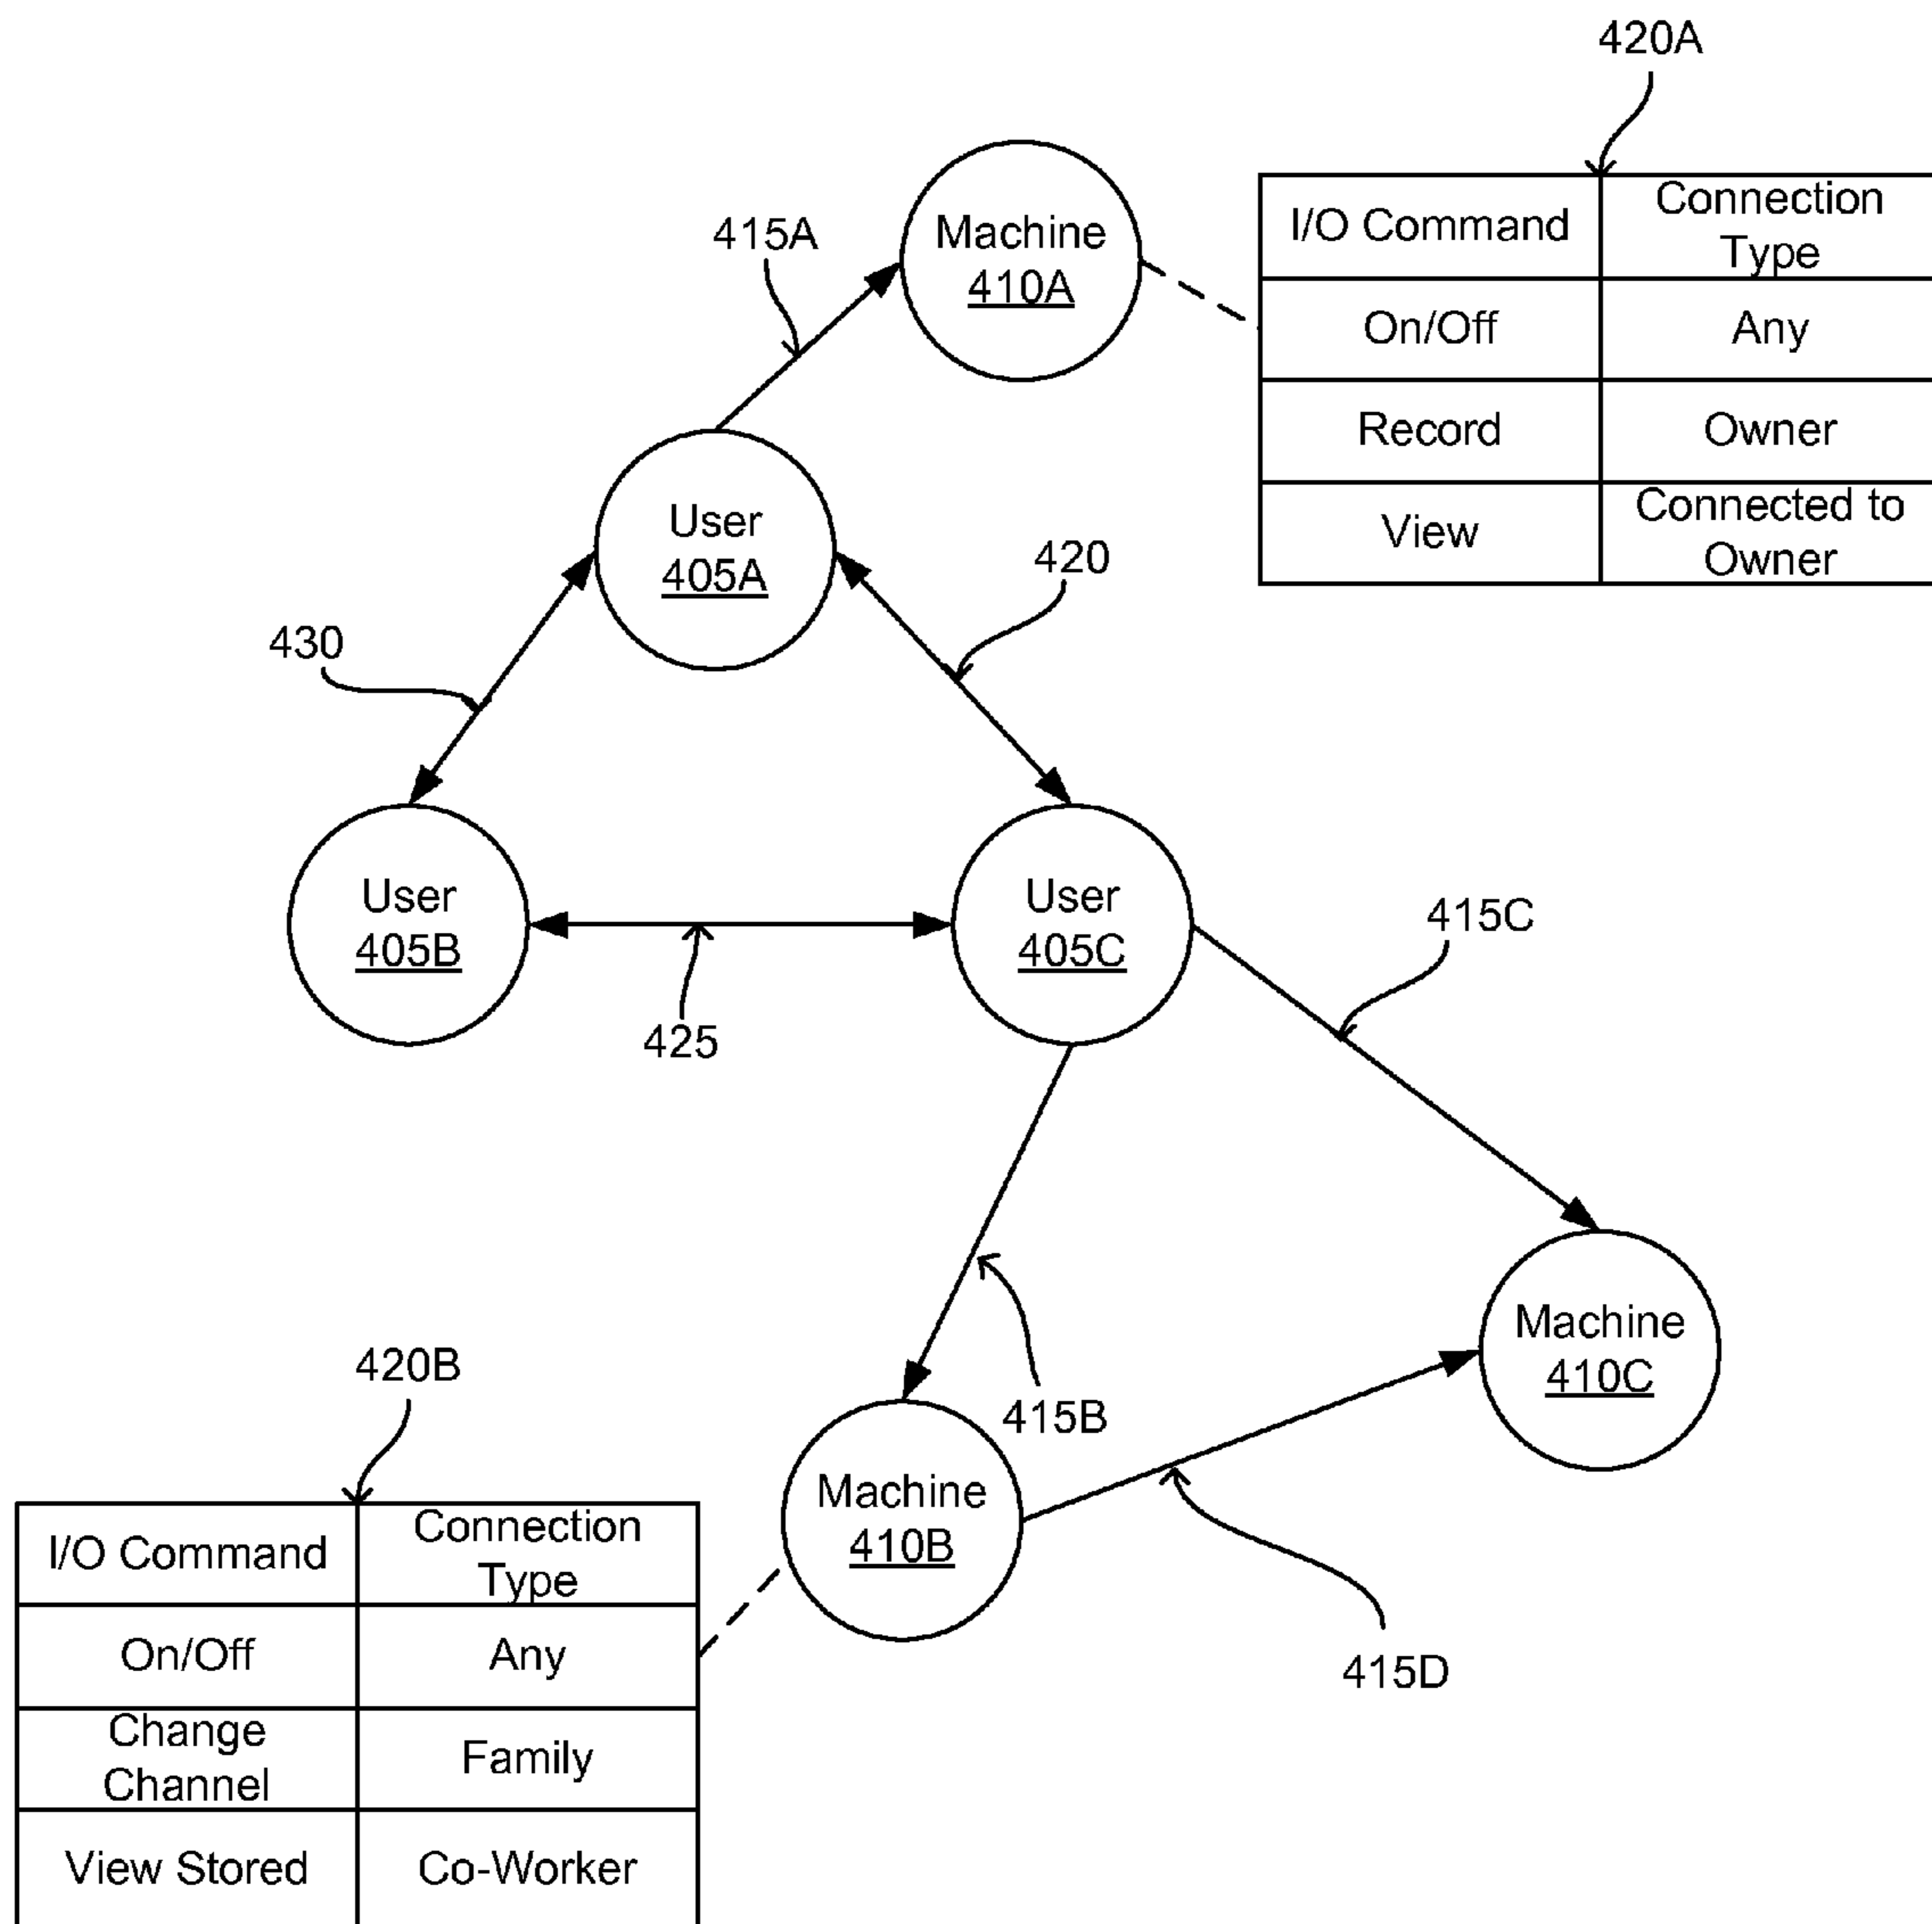 420A
Machine
410A
415A
I/O Command
Connection
Type
On/Off
Any
Record
Owner
View
Connected to
Owner
User
405A
420
430
User
405B
User
405C
415C
425
415B
Machine
410C
420B
Machine
410B
415D
I/O Command
Connection
Type
On/Off
Any
Change
Channel
Family
View Stored
Co-Worker